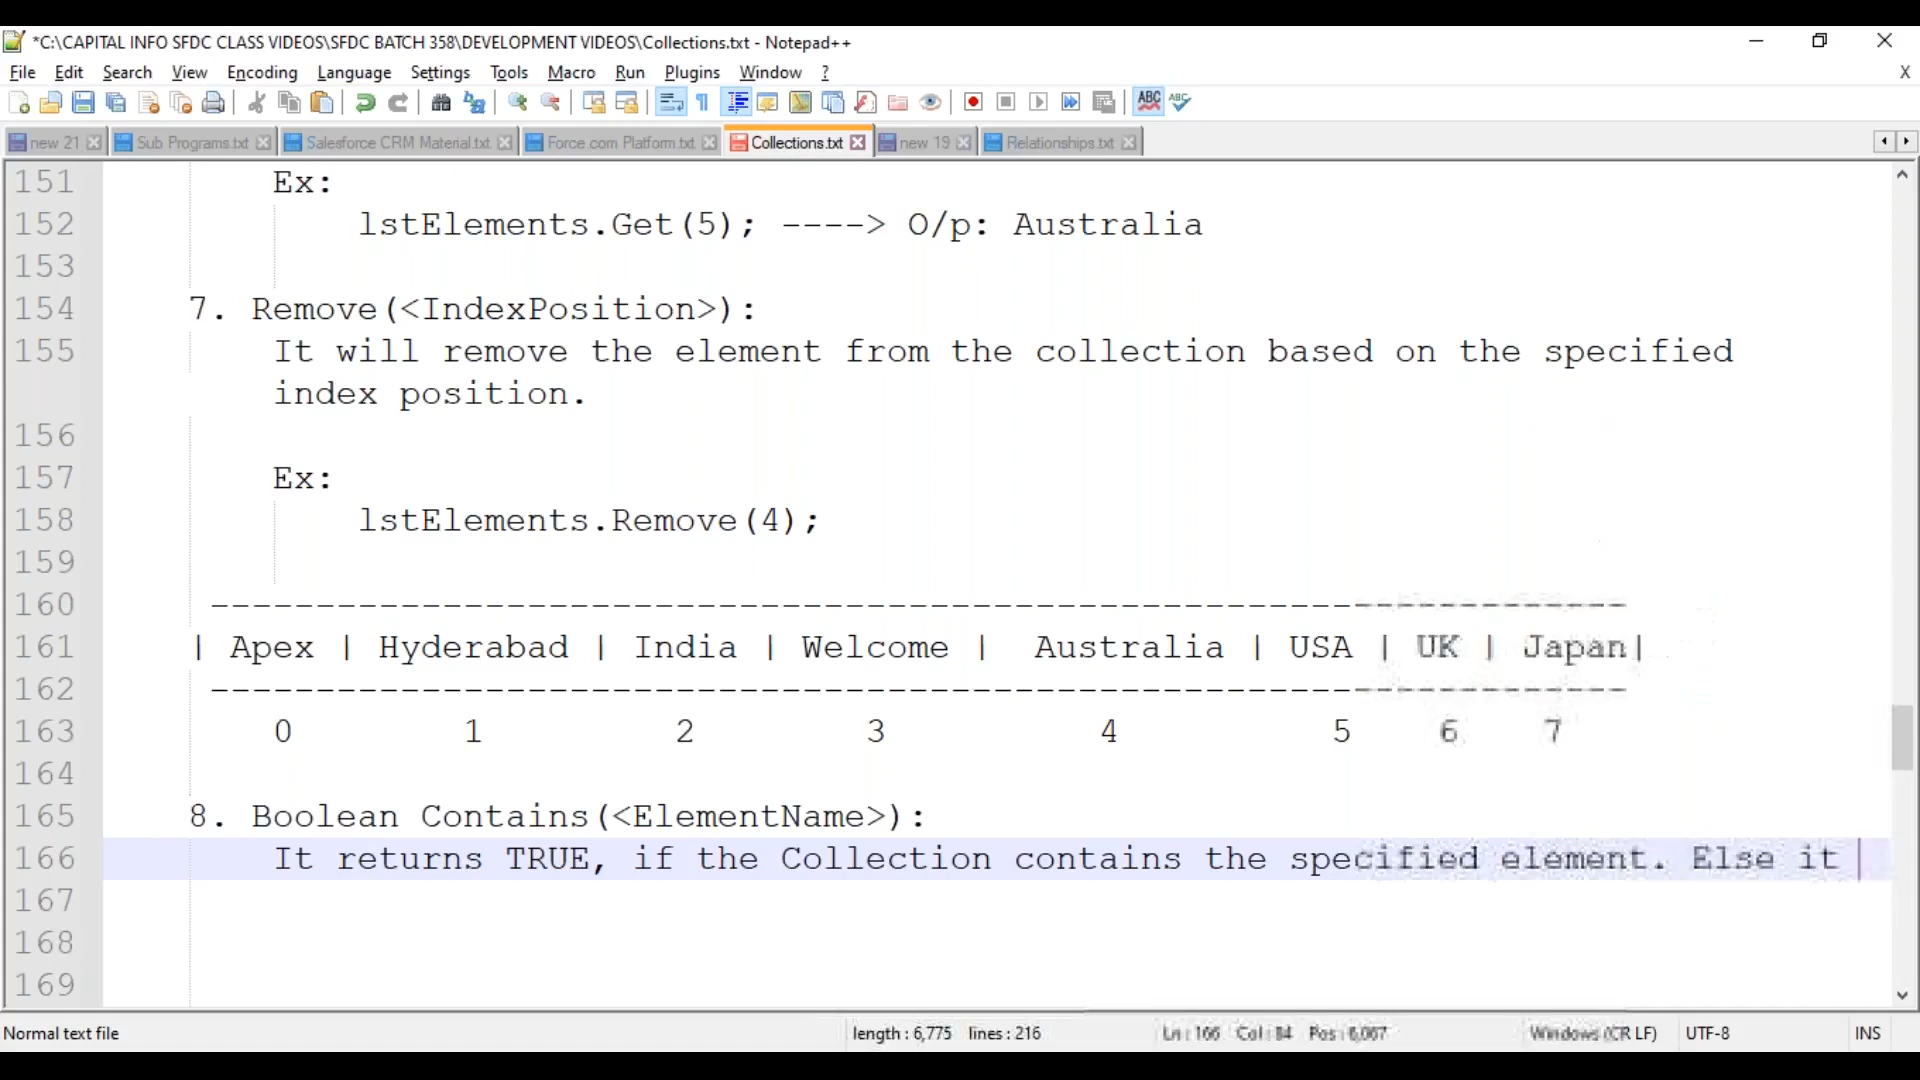 *C:\CAPITAL INFO SFDC CLASS VIDEOS\SFDC BATCH 358\DEVELOPMENT VIDEOS\Collections.txt - Notepad++
File Edit Search View Encoding Language Settings Tools Macro Run Plugins Window ? X
new 21 Sub Programs.txt Salesforce CRM Material.txt Force.com Platform.txt Collections.txt new 19 Relationships.txt
151 Ex:
152 lstElements.Get(5); ----> O/p: Australia
153
154 7. Remove(<IndexPosition>):
155 It will remove the element from the collection based on the specified
index position.
156
157 Ex:
158 lstElements.Remove(4);
159
160 -------------------------------------------------------------------
161 | Apex | Hyderabad | India | Welcome | Australia | USA | UK | Japan|
162 -------------------------------------------------------------------
163 0 1 2 3 4 5 6 7
164
165 8. Boolean Contains(<ElementName>):
166 It returns TRUE, if the Collection contains the specified element. Else it
167
168
169
Normal text file length : 6,775 lines : 216 Ln : 166 Col : 84 Pos : 6,067 Windows (CR LF) UTF-8 INS